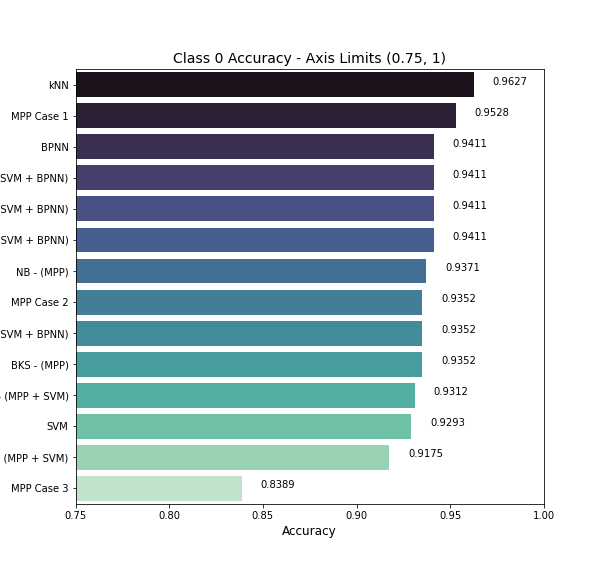 Class 0 Accuracy - Axis Limits (0.75, 1)
kNN 0.9627
MPP Case 1 0.9528
BPNN 0.9411
SVM + BPNN) 0.9411
SVM + BPNN) 0.9411
SVM + BPNN) 0.9411
NB - (MPP) 0.9371
MPP Case 2 0.9352
SVM + BPNN) 0.9352
BKS - (MPP) 0.9352
(MPP + SVM) 0.9312
SVM 0.9293
(MPP + SVM) 0.9175
MPP Case 3 0.8389
0.75 0.80 0.85 0.90 0.95 1.00
Accuracy